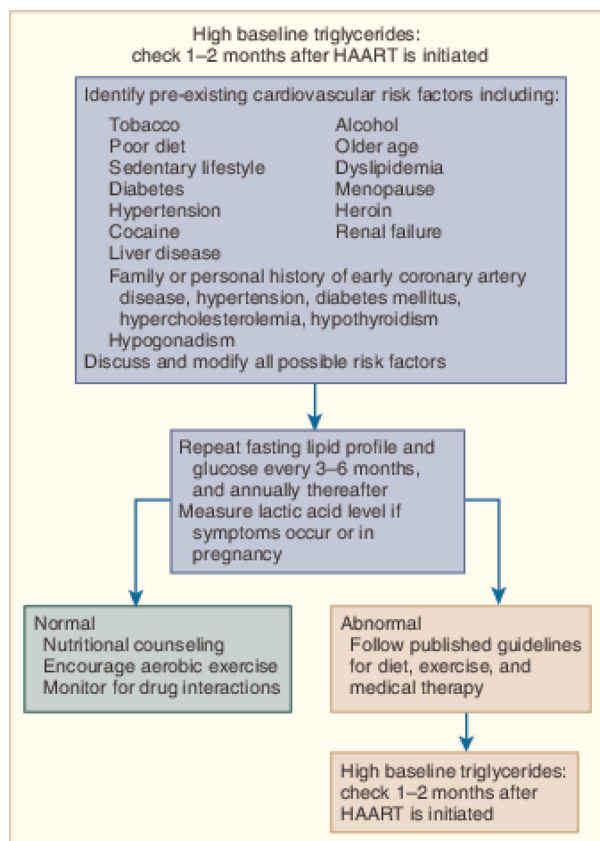 High baseline triglycerides:
check 1–2 months after HAART is initiated
Identify pre-existing cardiovascular risk factors including:
Tobacco Alcohol
Poor diet Older age
Sedentary lifestyle Dyslipidemia
Diabetes Menopause
Hypertension Heroin
Cocaine Renal failure
Liver disease
Family or personal history of early coronary artery
disease, hypertension, diabetes mellitus,
hypercholesterolemia, hypothyroidism
Hypogonadism
Discuss and modify all possible risk factors
Repeat fasting lipid profile and
glucose every 3–6 months,
and annually thereafter
Measure lactic acid level if
symptoms occur or in
pregnancy
Normal
Nutritional counseling
Encourage aerobic exercise
Monitor for drug interactions
Abnormal
Follow published guidelines
for diet, exercise, and
medical therapy
High baseline triglycerides:
check 1–2 months after
HAART is initiated